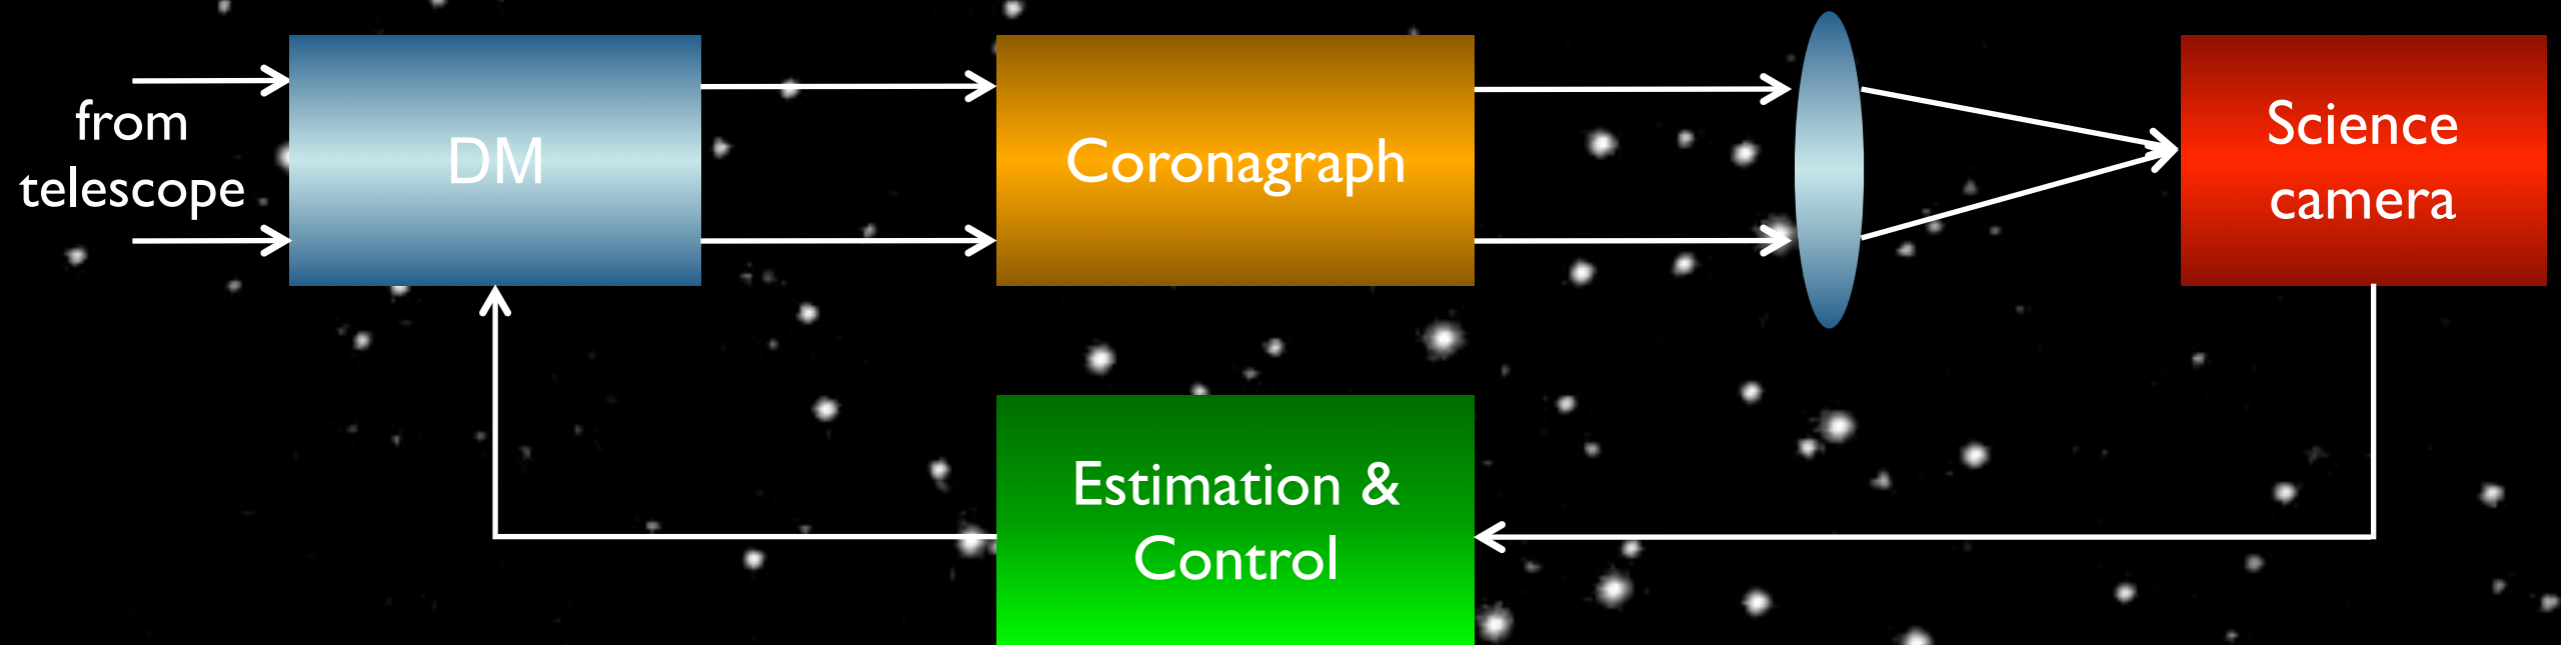 from
telescope
DM
Coronagraph
Science
camera
Estimation &
Control